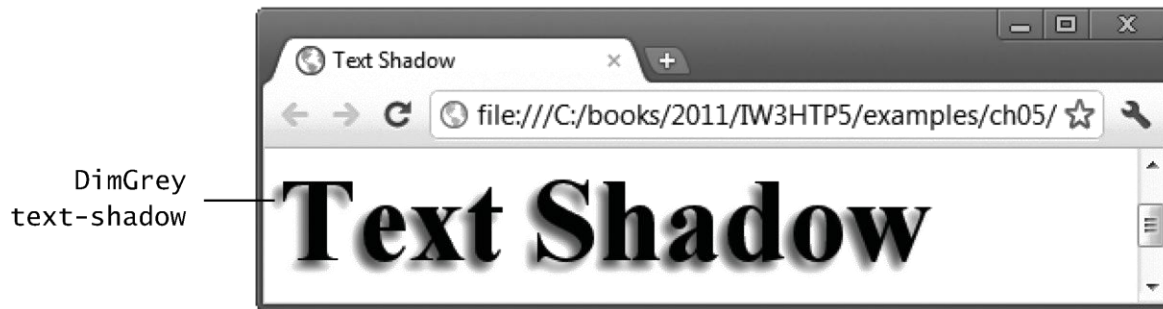 Text Shadow
file:///C:/books/2011/IW3HTP5/examples/ch05/
DimGrey
text-shadow
Text Shadow